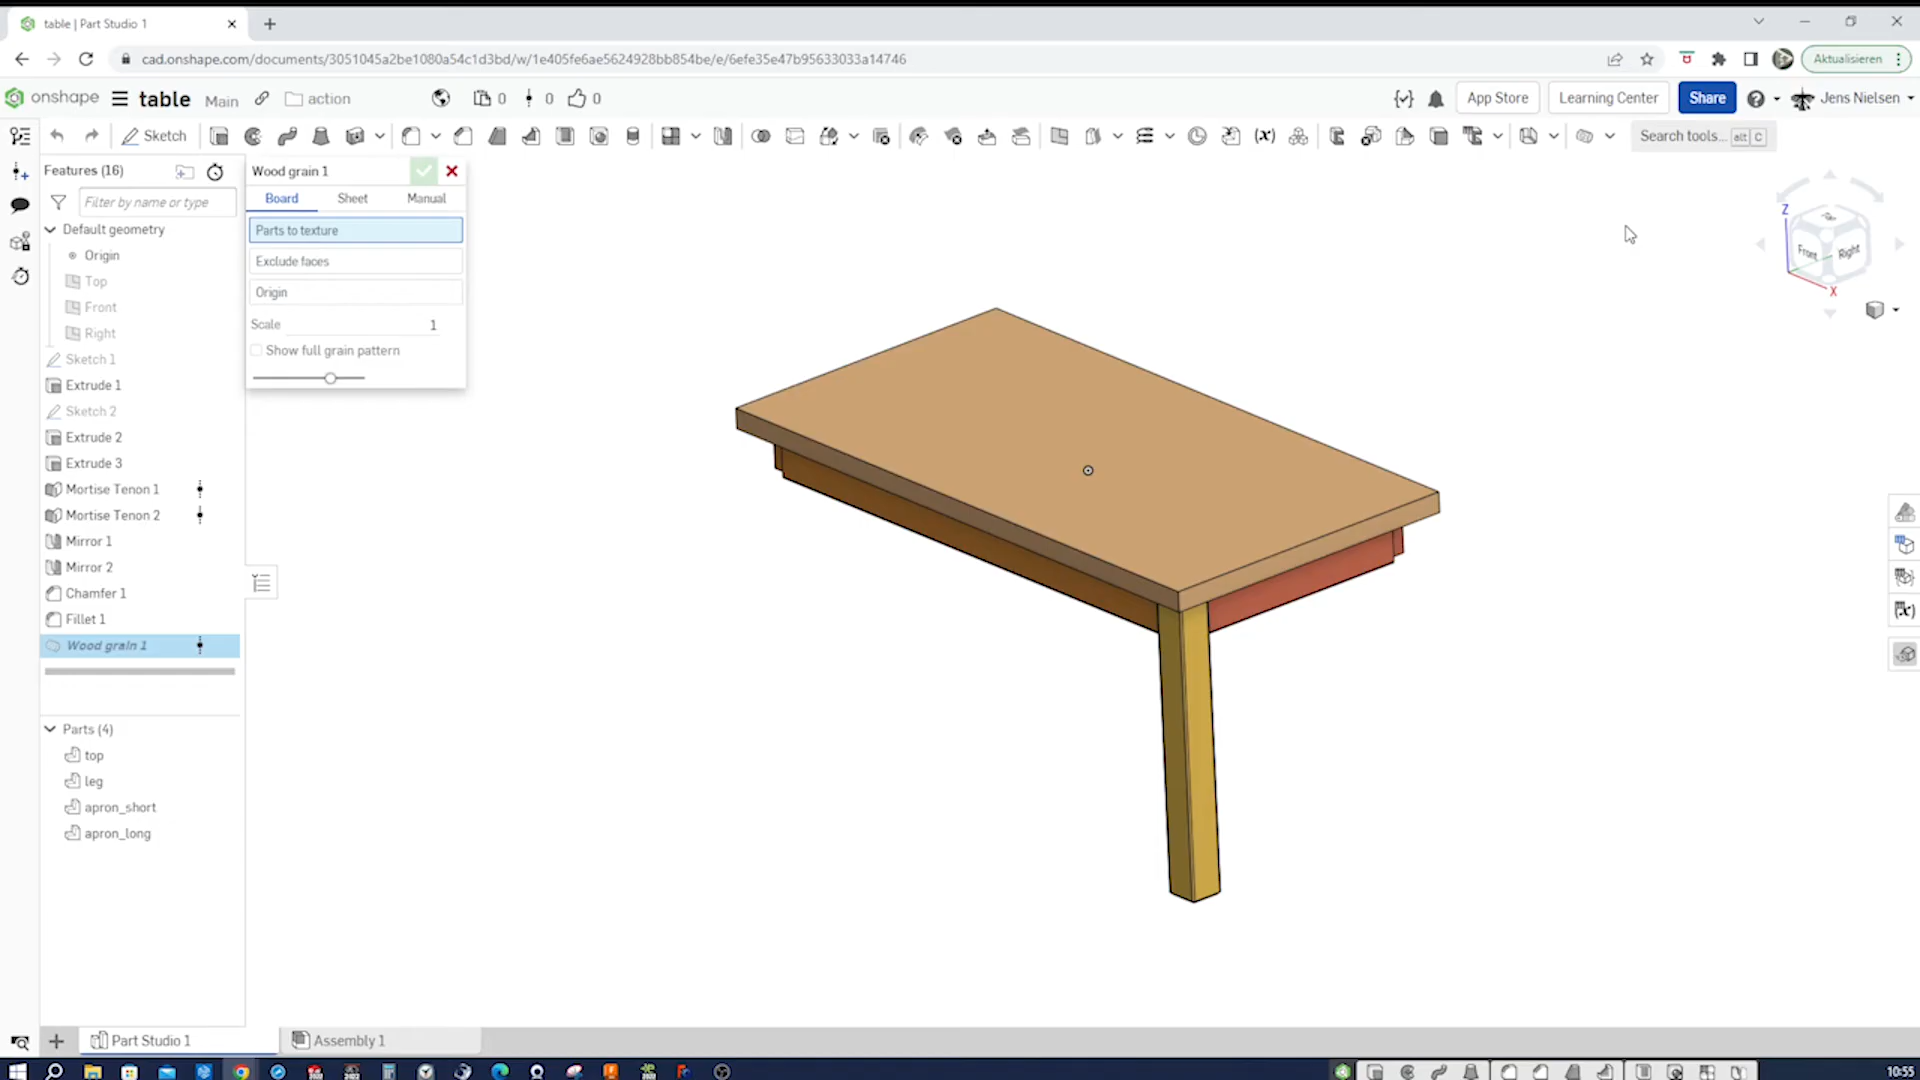 table | Part Studio 1
cad.onshape.com/documents/3051045a2be1080a54c1d3bd/w/1e405fe6ae5624928bb854be/e/6efe35e47b95633033a14746
Aktualisieren
onshape table Main action 0 0 0 App Store Learning Center Share Jens Nielsen
Sketch Search tools... alt C
Features (16)
Filter by name or type
Default geometry
Origin
Top
Front
Right
Sketch 1
Extrude 1
Sketch 2
Extrude 2
Extrude 3
Mortise Tenon 1
Mortise Tenon 2
Mirror 1
Mirror 2
Chamfer 1
Fillet 1
Wood grain 1
Parts (4)
top
leg
apron_short
apron_long
Wood grain 1
Board Sheet Manual
Parts to texture
Exclude faces
Origin
Scale 1
Show full grain pattern
Z
Front Right
X
(x)
Part Studio 1 Assembly 1
10:55